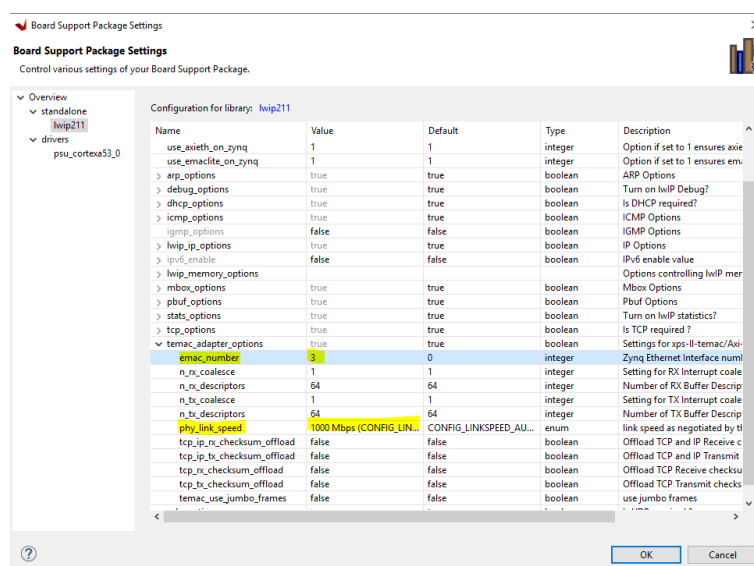 Board Support Package Settings
Board Support Package Settings
Control various settings of your Board Support Package.
Overview
standalone
lwip211
drivers
psu_cortexa53_0
Configuration for library: lwip211
Name Value Default Type Description
use_axieth_on_zynq 1 1 integer Option if set to 1 ensures axie
use_emaclite_on_zynq 1 1 integer Option if set to 1 ensures ema
arp_options true true boolean ARP Options
debug_options true true boolean Turn on lwIP Debug?
dhcp_options true true boolean Is DHCP required?
icmp_options true true boolean ICMP Options
igmp_options false false boolean IGMP Options
lwip_ip_options true true boolean IP Options
ipv6_enable false false boolean IPv6 enable value
lwip_memory_options Options controlling lwIP mer
mbox_options true true boolean Mbox Options
pbuf_options true true boolean Pbuf Options
stats_options true true boolean Turn on lwIP statistics?
tcp_options true true boolean Is TCP required ?
temac_adapter_options true true boolean Settings for xps-ll-temac/Axi-
emac_number 3 0 integer Zynq Ethernet Interface numl
n_rx_coalesce 1 1 integer Setting for RX Interrupt coale
n_rx_descriptors 64 64 integer Number of RX Buffer Descrip
n_tx_coalesce 1 1 integer Setting for TX Interrupt coale
n_tx_descriptors 64 64 integer Number of TX Buffer Descrip
phy_link_speed 1000 Mbps (CONFIG_LIN... CONFIG_LINKSPEED_AU... enum link speed as negotiated by th
tcp_ip_rx_checksum_offload false false boolean Offload TCP and IP Receive c
tcp_ip_tx_checksum_offload false false boolean Offload TCP and IP Transmit
tcp_rx_checksum_offload false false boolean Offload TCP Receive checksu
tcp_tx_checksum_offload false false boolean Offload TCP Transmit checks
temac_use_jumbo_frames false false boolean use jumbo frames
OK Cancel